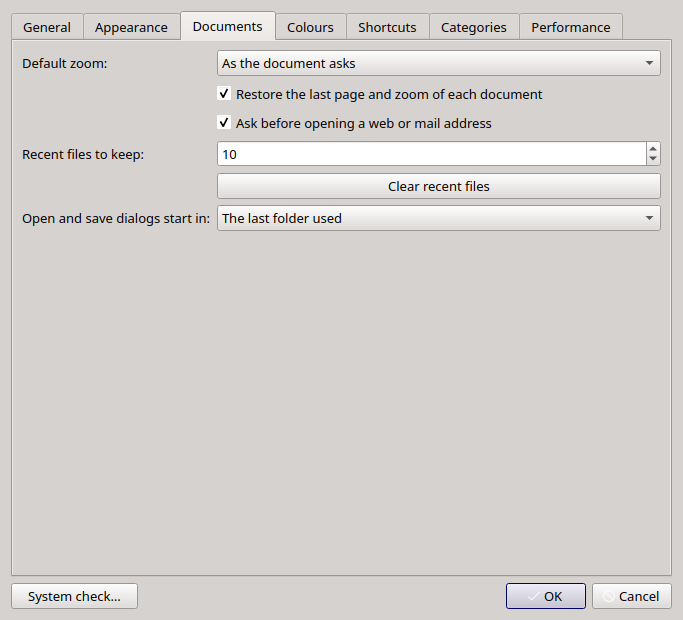 General Appearance Documents Colours Shortcuts Categories Performance
Default zoom: As the document asks
Restore the last page and zoom of each document
Ask before opening a web or mail address
Recent files to keep: 10
Clear recent files
Open and save dialogs start in: The last folder used
System check... OK Cancel